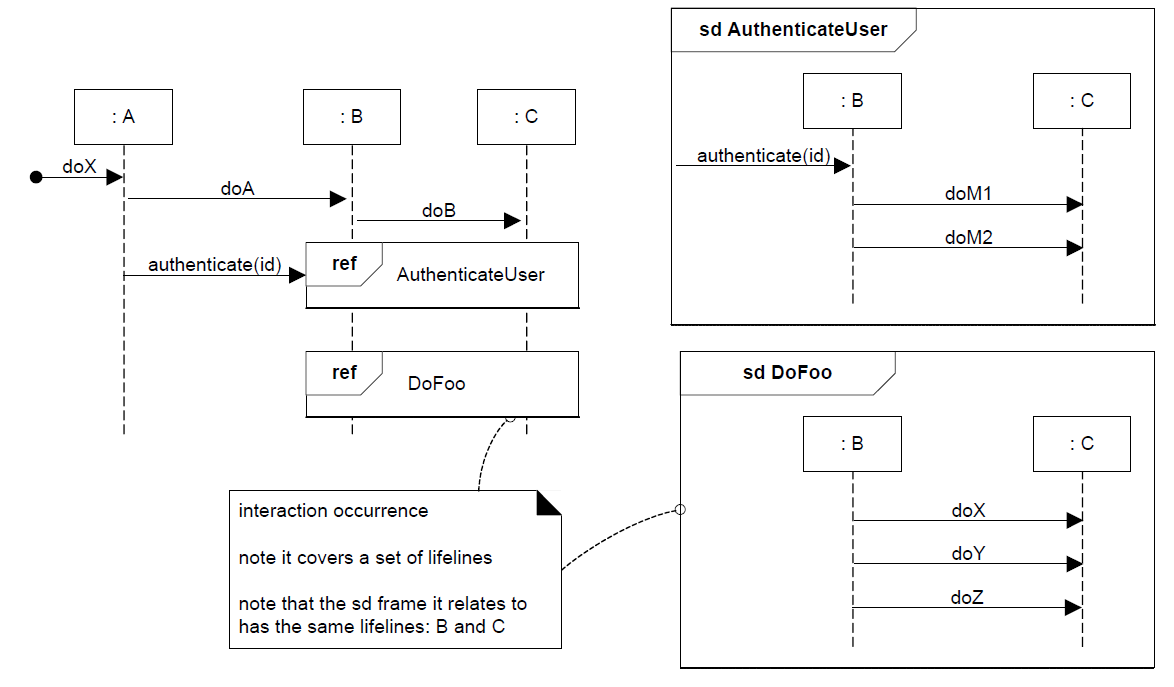 sd AuthenticateUser
: B
: C
authenticate(id)
doM1
doM2
: A
: B
: C
doX
doA
doB
authenticate(id)
ref
AuthenticateUser
ref
DoFoo
sd DoFoo
: B
: C
doX
doY
doZ
interaction occurrence
note it covers a set of lifelines
note that the sd frame it relates to
has the same lifelines: B and C